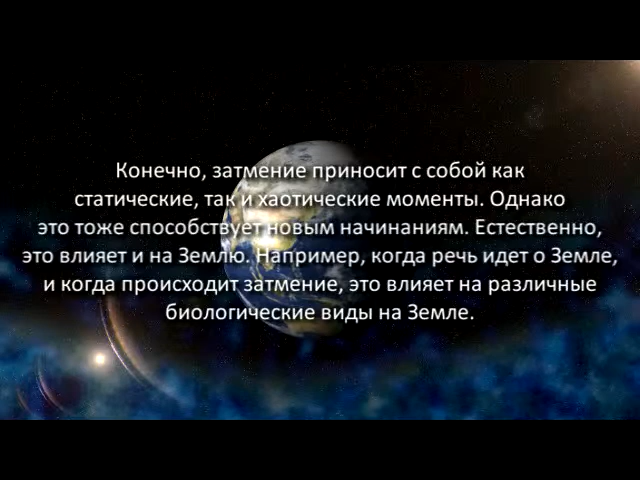 Конечно, затмение приносит с собой как
статические, так и хаотические моменты. Однако
это тоже способствует новым начинаниям. Естественно,
это влияет и на Землю. Например, когда речь идет о Земле,
и когда происходит затмение, это влияет на различные
биологические виды на Земле.